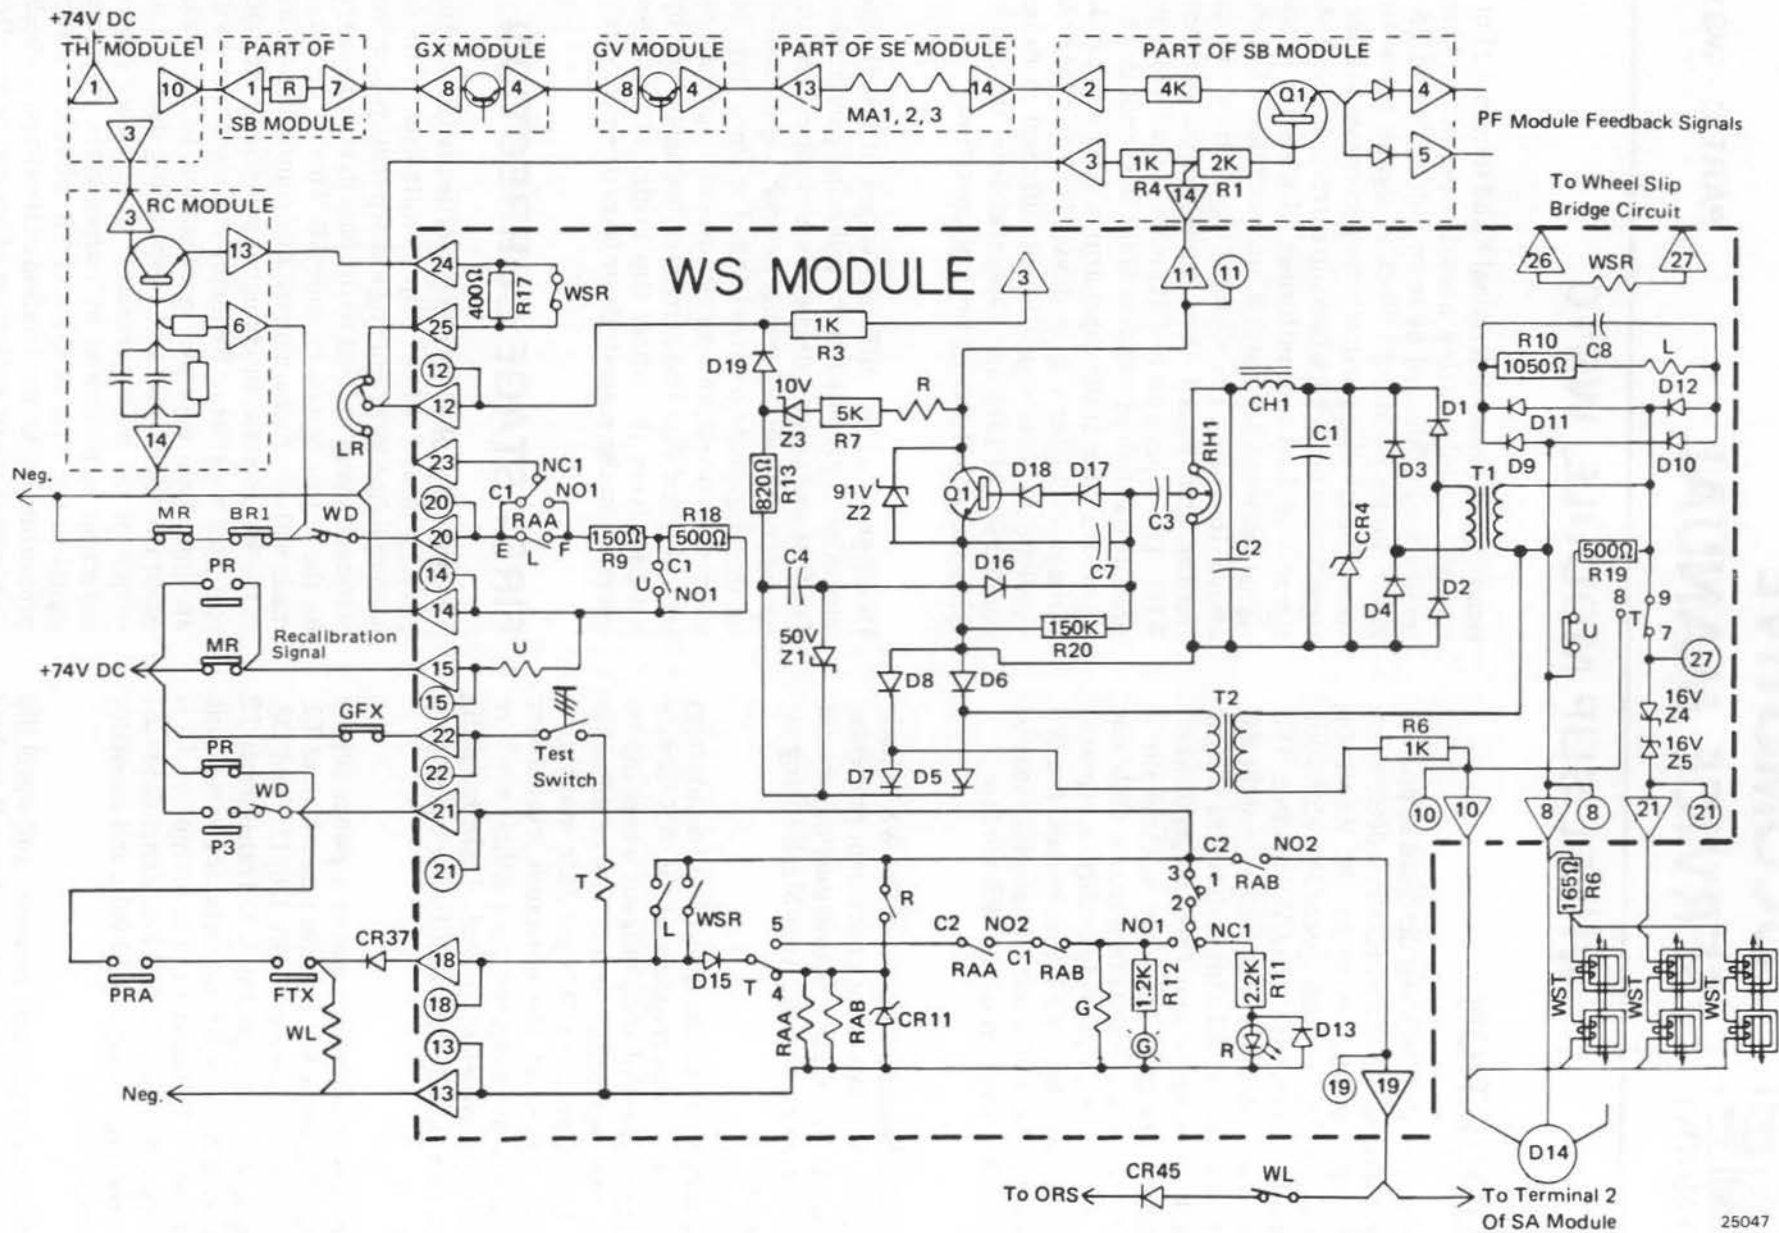 +74V DC
TH MODULE
PART OF
GX MODULE
GV MODULE
PART OF SE MODULE
PART OF SB MODULE
1
10
1
R
7
8
4
8
4
13
14
2
4K
Q1
4
SB MODULE
MA1, 2, 3
PF Module Feedback Signals
3
3
1K
2K
5
R4
R1
14
3
RC MODULE
To Wheel Slip
Bridge Circuit
13
24
400Ω
R17
WSR
WS MODULE
3
11
11
26
WSR
27
6
25
1K
R3
D19
12
12
10V
Z3
5K
R7
R
CH1
R10
1050Ω
C8
L
D12
D11
D9
D10
LR
14
Neg.
23
NC1
C1
NO1
820Ω
R13
91V
Z2
Q1
D18
D17
C3
RH1
C1
D3
D1
T1
20
RAA
20
E
F
L
150Ω
R9
R18
500Ω
MR
BR1
WD
C2
CR4
C7
C4
D16
D4
D2
500Ω
R19
8
9
T
7
U
14
U
C1
NO1
14
PR
50V
Z1
150K
R20
Recalibration
Signal
MR
+74V DC
U
15
15
D8
D6
27
T2
16V
Z4
16V
Z5
R6
1K
GFX
22
22
Test
Switch
PR
D7
D5
WD
P3
21
21
10
10
8
8
21
21
T
L
WSR
R
C2
NO2
RAB
3
1
2
165Ω
R6
5
C2
NO2
RAA
C1
RAB
NO1
NC1
1.2K
R12
2.2K
R11
CR37
18
18
D15
T
4
PRA
FTX
WL
RAA
RAB
CR11
G
G
R
D13
WST
WST
WST
13
13
Neg.
19
19
D14
To ORS
CR45
WL
To Terminal 2
Of SA Module
25047